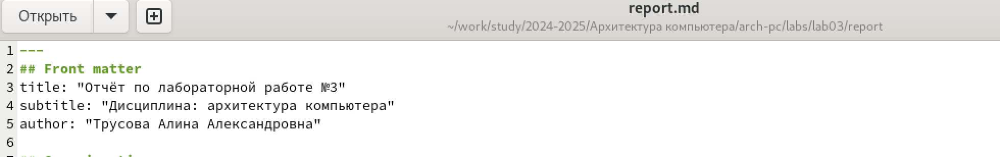 Открыть
report.md
~/work/study/2024-2025/Архитектура компьютера/arch-pc/labs/lab03/report
1 ---
2 ## Front matter
3 title: "Отчёт по лабораторной работе №3"
4 subtitle: "Дисциплина: архитектура компьютера"
5 author: "Трусова Алина Александровна"
6